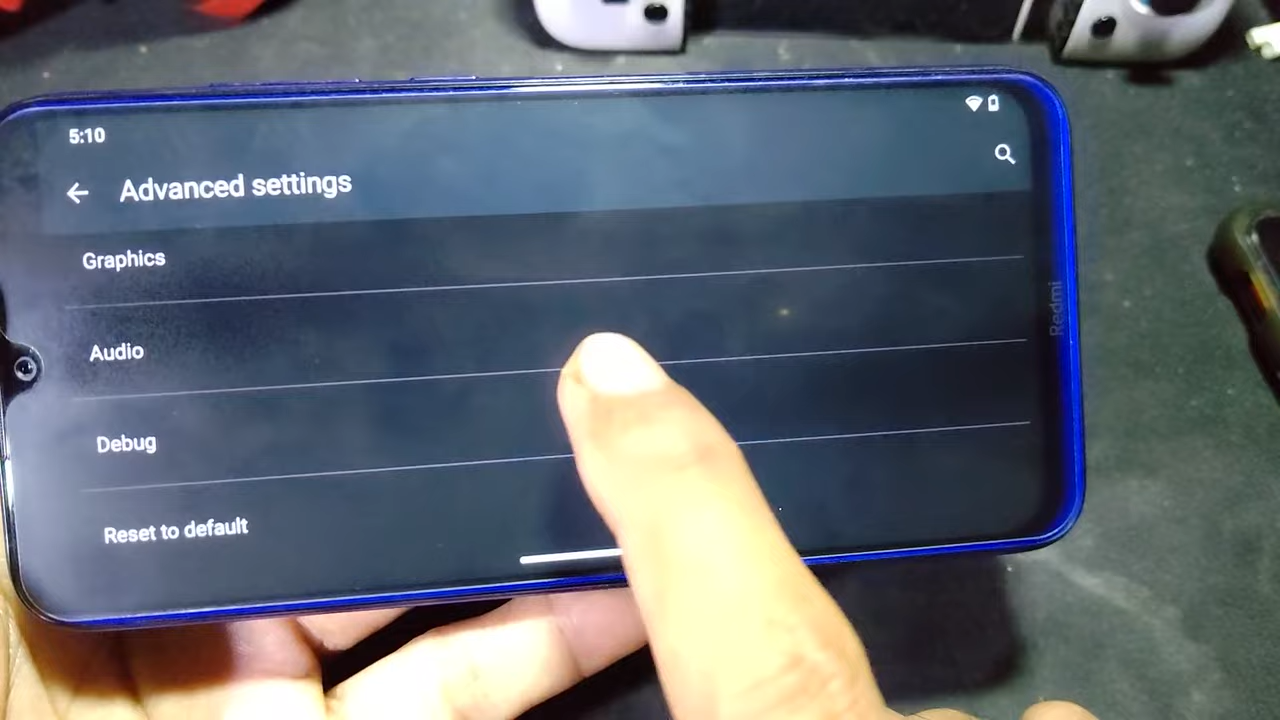 5:10
Advanced settings
Graphics
Audio
Debug
Reset to default
Redmi